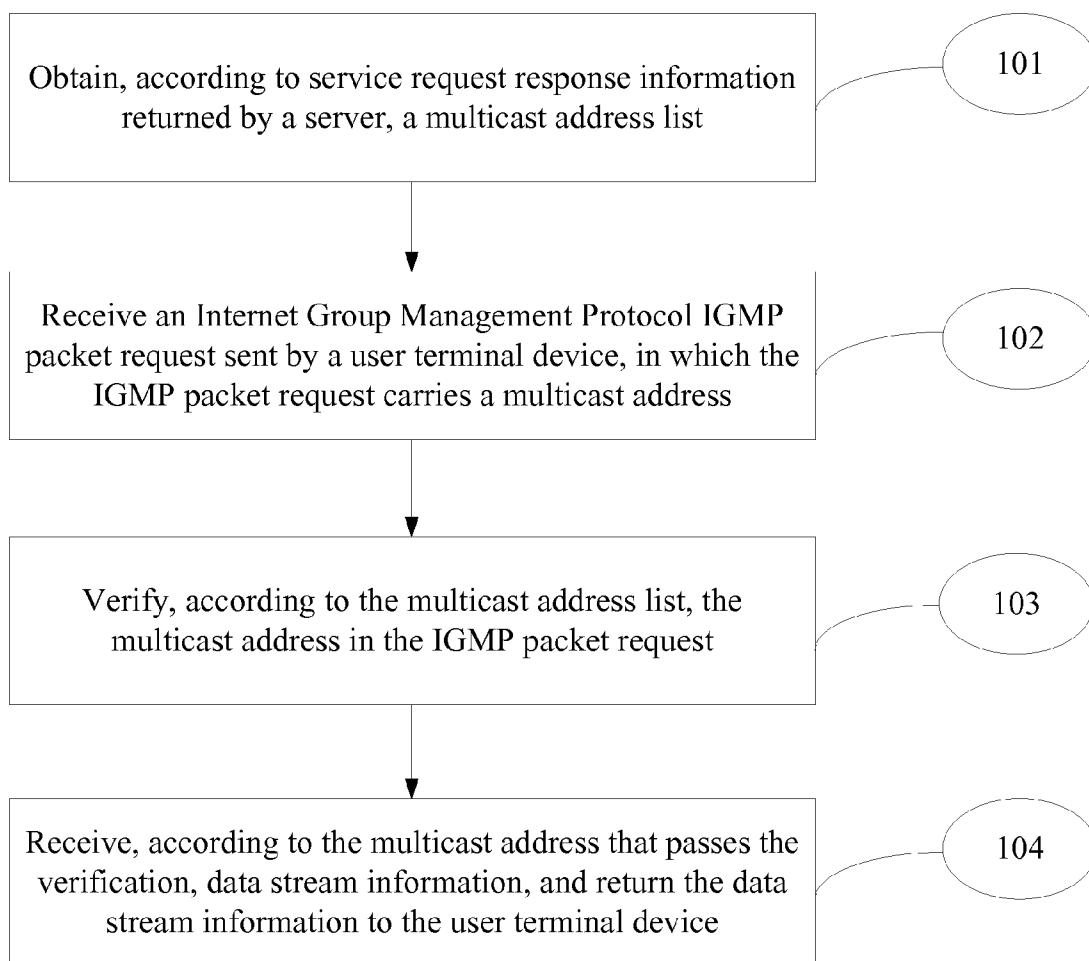 Obtain, according to service request response information
returned by a server, a multicast address list
101
Receive an Internet Group Management Protocol IGMP
packet request sent by a user terminal device, in which the
IGMP packet request carries a multicast address
102
Verify, according to the multicast address list, the
multicast address in the IGMP packet request
103
Receive, according to the multicast address that passes the
verification, data stream information, and return the data
stream information to the user terminal device
104